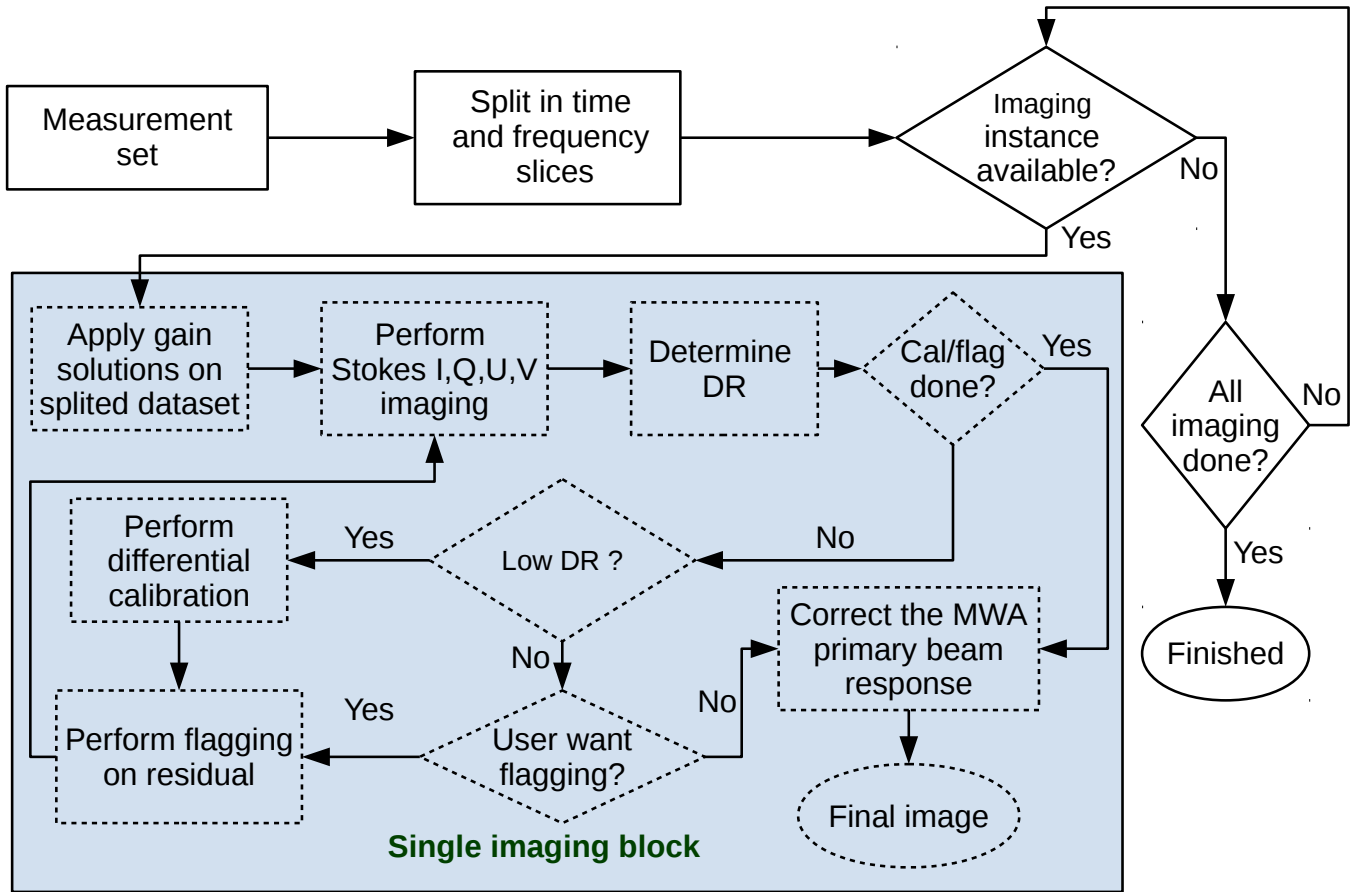 Measurement
set
Split in time
and frequency
slices
Imaging
instance
available?
No
Yes
Apply gain
solutions on
splited dataset
Perform
Stokes I,Q,U,V
imaging
Determine
DR
Cal/flag
done?
Yes
All
imaging
done?
No
Perform
differential
calibration
Yes
Low DR ?
No
Yes
No
Correct the MWA
primary beam
response
Finished
Perform flagging
on residual
Yes
User want
flagging?
No
Final image
Single imaging block